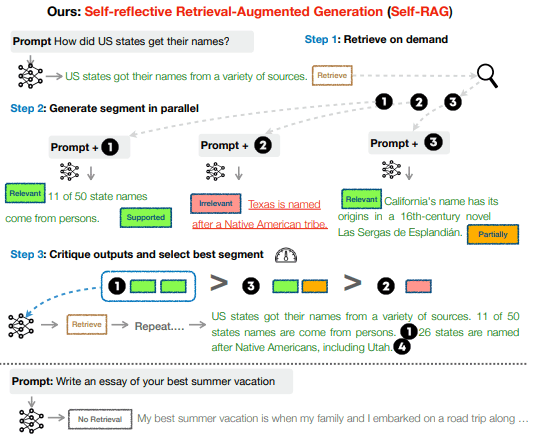 Ours: Self-reflective Retrieval-Augmented Generation (Self-RAG)
Prompt How did US states get their names?
Step 1: Retrieve on demand
US states got their names from a variety of sources.
Retrieve
1 2 3
Step 2: Generate segment in parallel
Prompt + 1
Prompt + 2
Prompt + 3
Relevant
11 of 50 state names
come from persons.
Supported
Irrelevant
Texas is named
after a Native American tribe.
Relevant
California's name has its
origins in a 16th-century novel
Las Sergas de Esplandián.
Partially
Step 3: Critique outputs and select best segment
1 > 3 > 2
Retrieve
Repeat....
US states got their names from a variety of sources. 11 of 50
states names are come from persons. 1 26 states are named
after Native Americans, including Utah. 4
Prompt: Write an essay of your best summer vacation
No Retrieval
My best summer vacation is when my family and I embarked on a road trip along ...